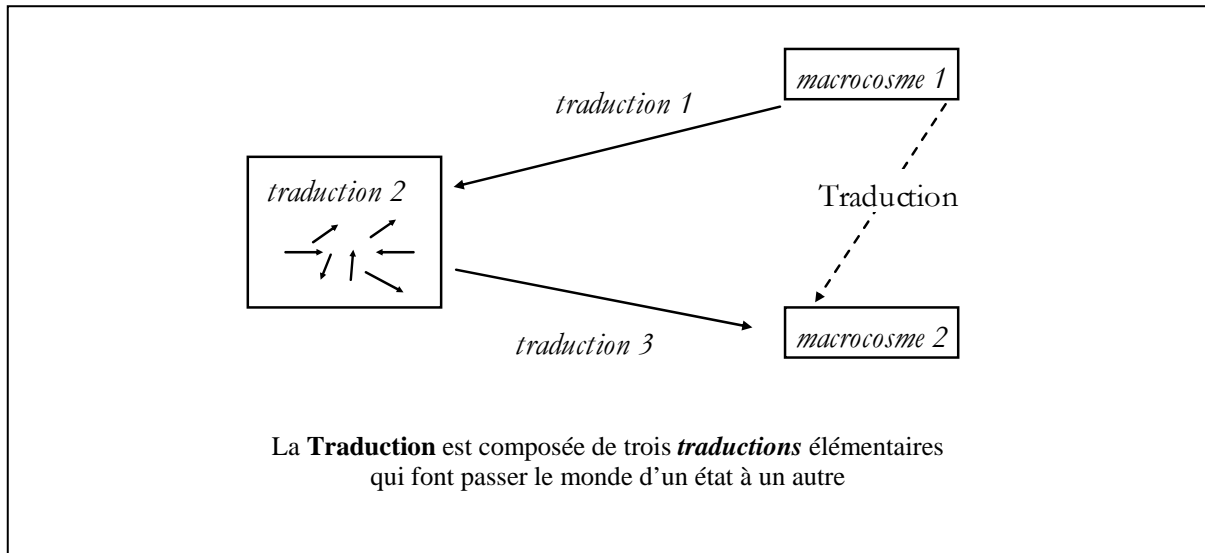 macrocosme 1
traduction 1
traduction 2
Traduction
traduction 3
macrocosme 2
La Traduction est composée de trois traductions élémentaires
qui font passer le monde d’un état à un autre